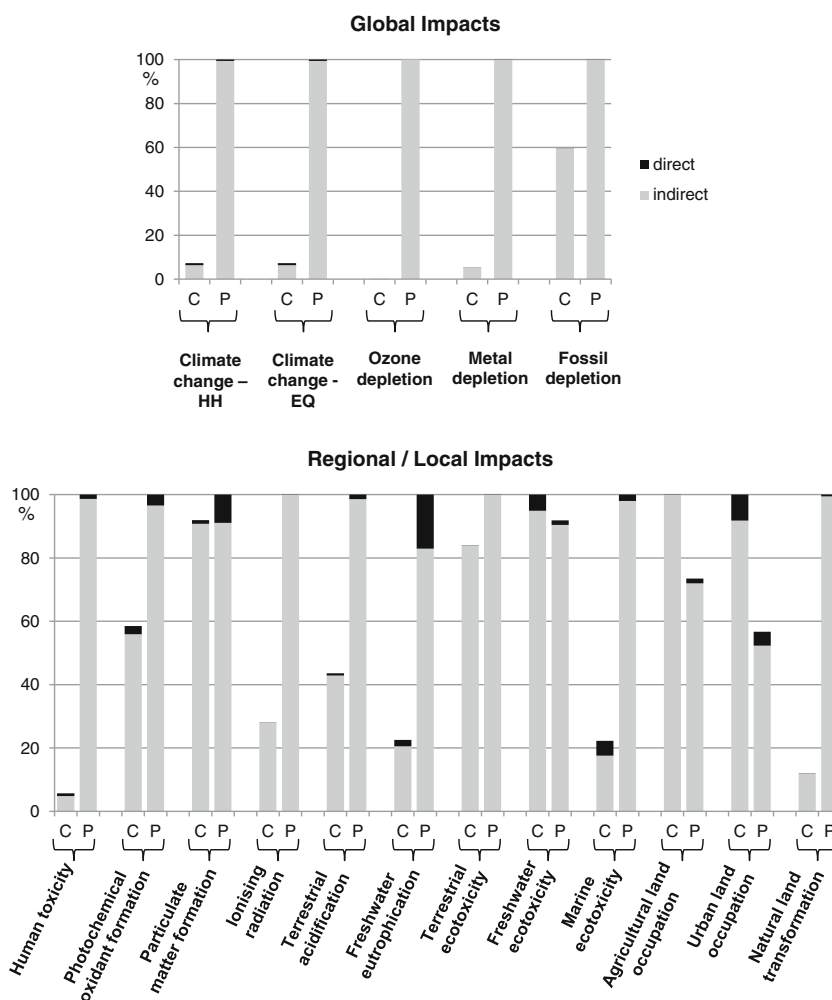 Global Impacts
100
%
80
60
40
20
0
direct
indirect
C P C P C P C P C P
Climate change – HH
Climate change - EQ
Ozone depletion
Metal depletion
Fossil depletion
Regional / Local Impacts
100
%
80
60
40
20
0
C P C P C P C P C P C P C P C P C P C P C P C P
Human toxicity
Photochemical
oxidant formation
Particulate
matter formation
Ionising
radiation
Terrestrial
acidification
Freshwater
eutrophication
Terrestrial
ecotoxicity
Freshwater
ecotoxicity
Marine
ecotoxicity
Agricultural land
occupation
Urban land
occupation
Natural land
transformation